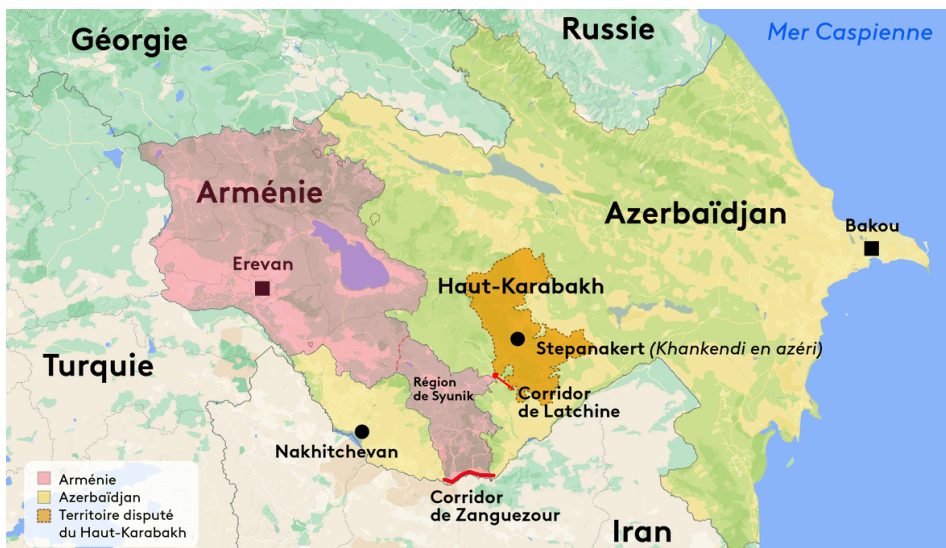 Géorgie
Russie
Mer Caspienne
Arménie
Azerbaïdjan
Bakou
Erevan
Haut-Karabakh
Stepanakert (Khankendi en azéri)
Turquie
Région
de Syunik
Corridor
de Latchine
Nakhitchevan
Corridor
de Zanguezour
Iran
Arménie
Azerbaïdjan
Territoire disputé
du Haut-Karabakh